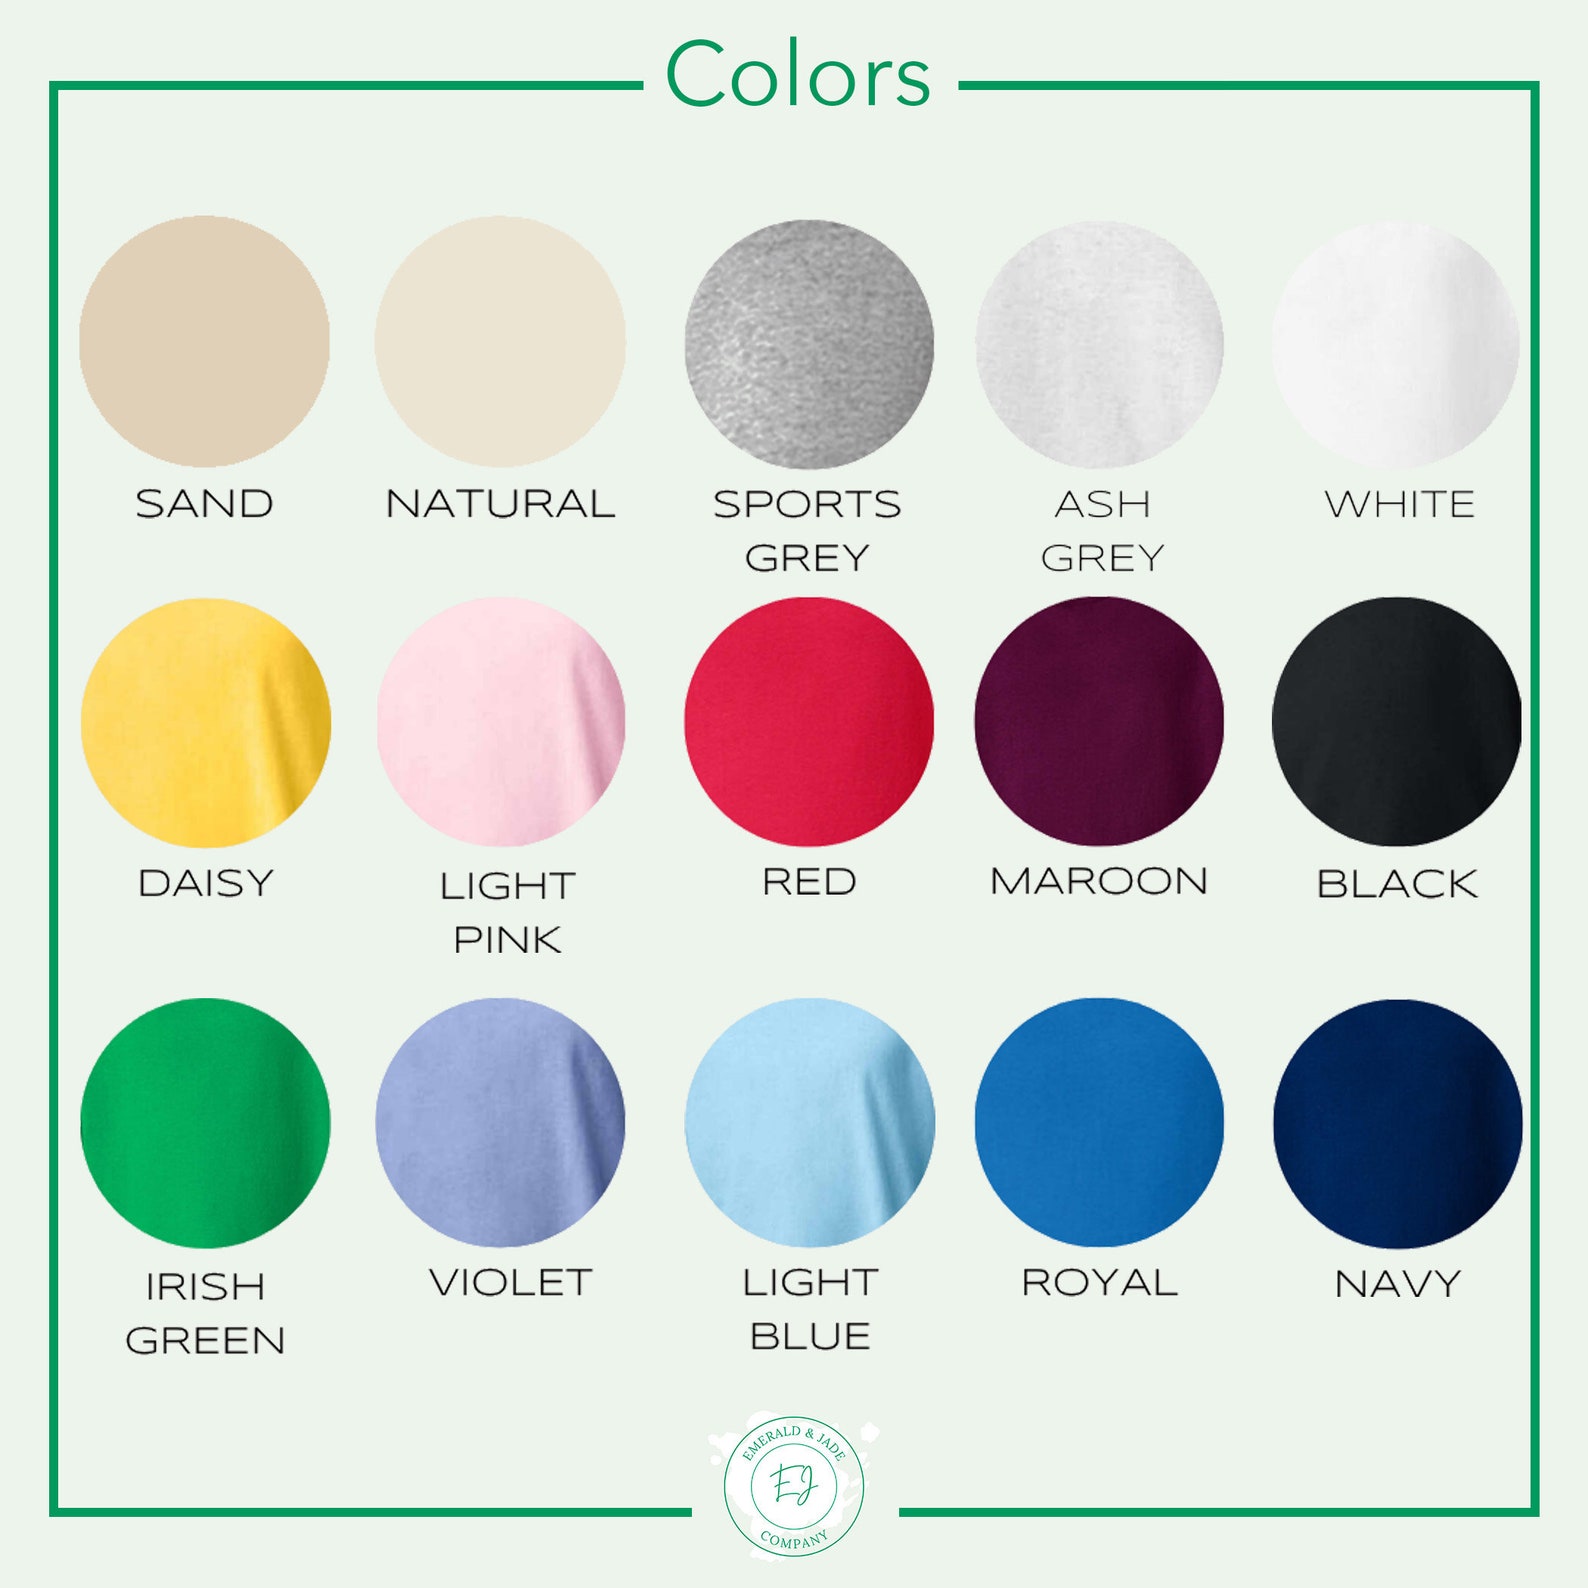 Colors
SAND
NATURAL
SPORTS
GREY
ASH
GREY
WHITE
DAISY
LIGHT
PINK
RED
MAROON
BLACK
IRISH
GREEN
VIOLET
LIGHT
BLUE
ROYAL
NAVY
EMERALD & JADE
EJ
COMPANY